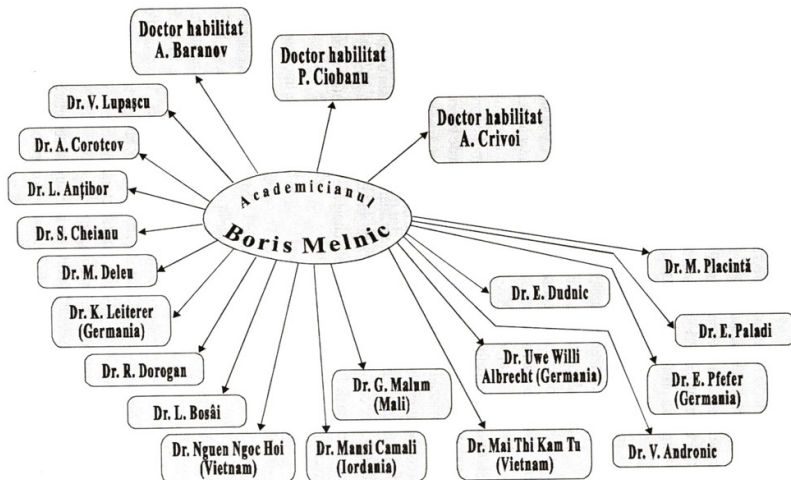 Doctor habilitat
A. Baranov
Doctor habilitat
P. Ciobanu
Doctor habilitat
A. Crivoi
Dr. V. Lupaşcu
Dr. A. Corotcov
Dr. L. Anţibor
Dr. S. Cheianu
Dr. M. Deleu
Dr. K. Leiterer
(Germania)
Dr. R. Dorogan
Dr. L. Bosâi
Dr. Nguen Ngoc Hoi
(Vietnam)
Academicianul
Boris Melnic
Dr. Mansi Camali
(Iordania)
Dr. G. Malum
(Mali)
Dr. Mai Thi Kam Tu
(Vietnam)
Dr. Uwe Willi
Albrecht (Germania)
Dr. E. Dudnic
Dr. V. Andronic
Dr. E. Pfefer
(Germania)
Dr. E. Paladi
Dr. M. Placintă